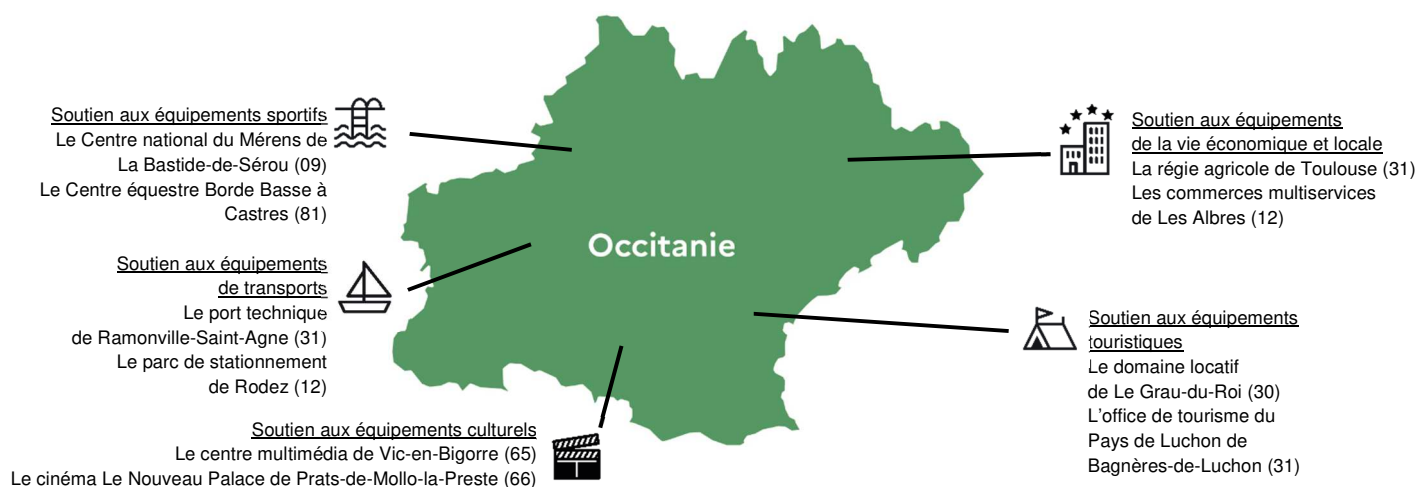 Soutien aux équipements sportifs
Le Centre national du Mérens de
La Bastide-de-Sérou (09)
Le Centre équestre Borde Basse à
Castres (81)
Soutien aux équipements
de transports
Le port technique
de Ramonville-Saint-Agne (31)
Le parc de stationnement
de Rodez (12)
Soutien aux équipements culturels
Le centre multimédia de Vic-en-Bigorre (65)
Le cinéma Le Nouveau Palace de Prats-de-Mollo-la-Preste (66)
Occitanie
Soutien aux équipements
de la vie économique et locale
La régie agricole de Toulouse (31)
Les commerces multiservices
de Les Albres (12)
Soutien aux équipements
touristiques
Le domaine locatif
de Le Grau-du-Roi (30)
L'office de tourisme du
Pays de Luchon de
Bagnères-de-Luchon (31)